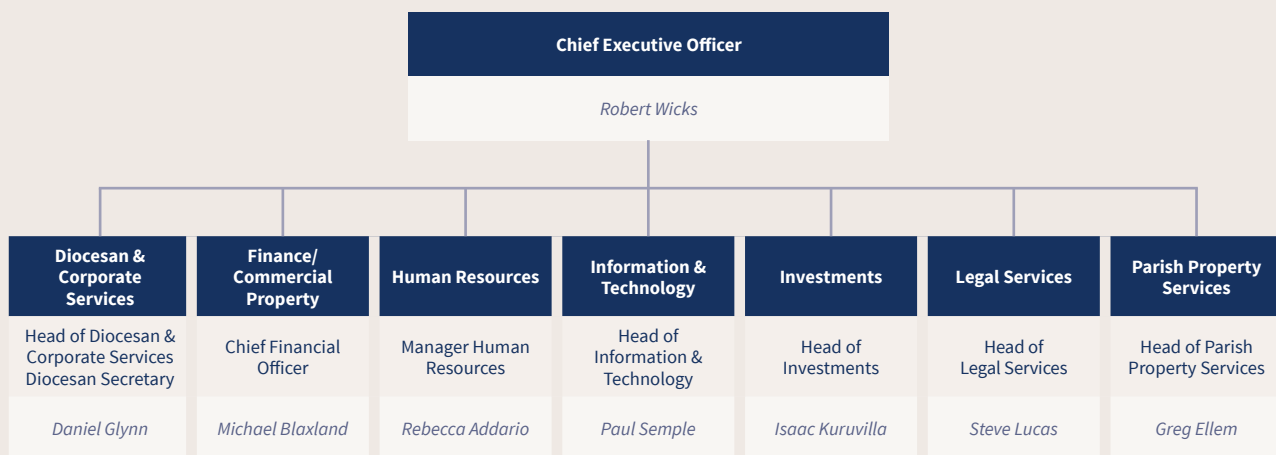 Chief Executive Officer
Robert Wicks
Diocesan &
Corporate
Services
Head of Diocesan &
Corporate Services
Diocesan Secretary
Daniel Glynn
Finance/
Commercial
Property
Chief Financial
Officer
Michael Blaxland
Human Resources
Manager Human
Resources
Rebecca Addario
Information &
Technology
Head of
Information &
Technology
Paul Semple
Investments
Head of
Investments
Isaac Kuruvilla
Legal Services
Head of
Legal Services
Steve Lucas
Parish Property
Services
Head of Parish
Property Services
Greg Ellem